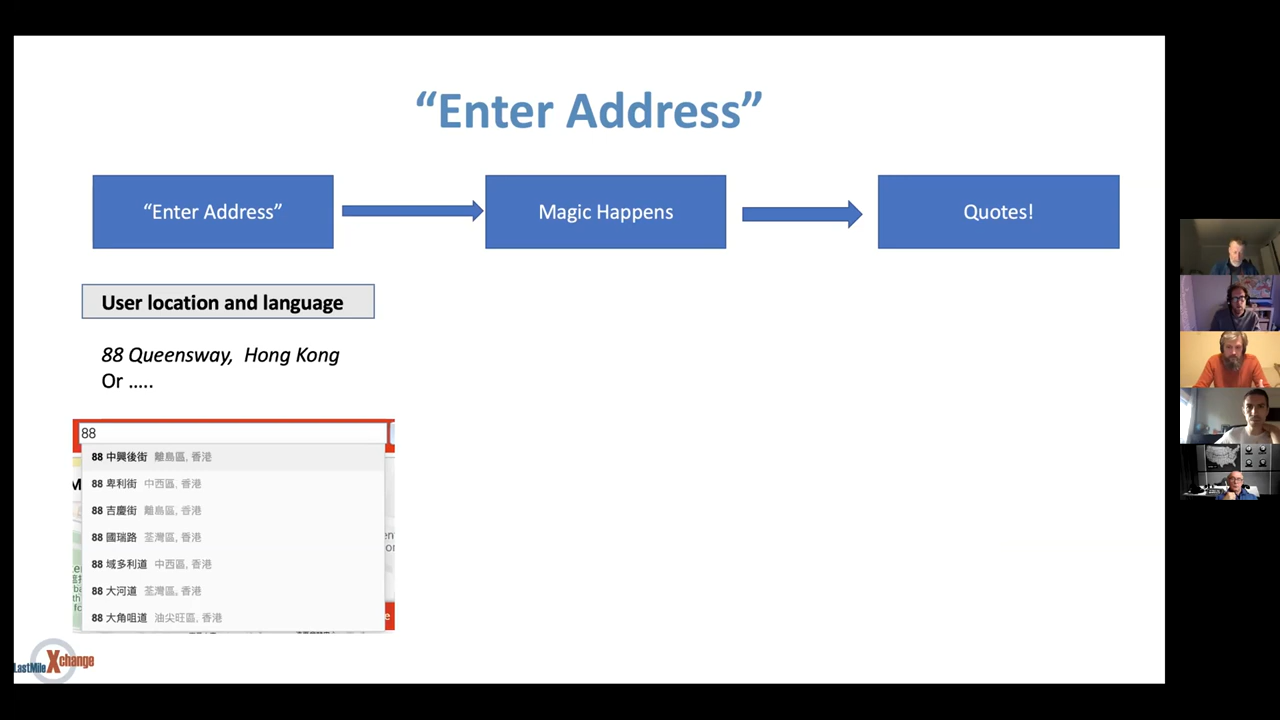 “Enter Address”
“Enter Address”
Magic Happens
Quotes!
User location and language
88 Queensway, Hong Kong
Or .....
88
88 中興後街 離島區, 香港
88 卑利街 中西區, 香港
88 吉慶街 離島區, 香港
88 國瑞路 荃灣區, 香港
88 域多利道 中西區, 香港
88 大河道 荃灣區, 香港
88 大角咀道 油尖旺區, 香港
LastMileXchange